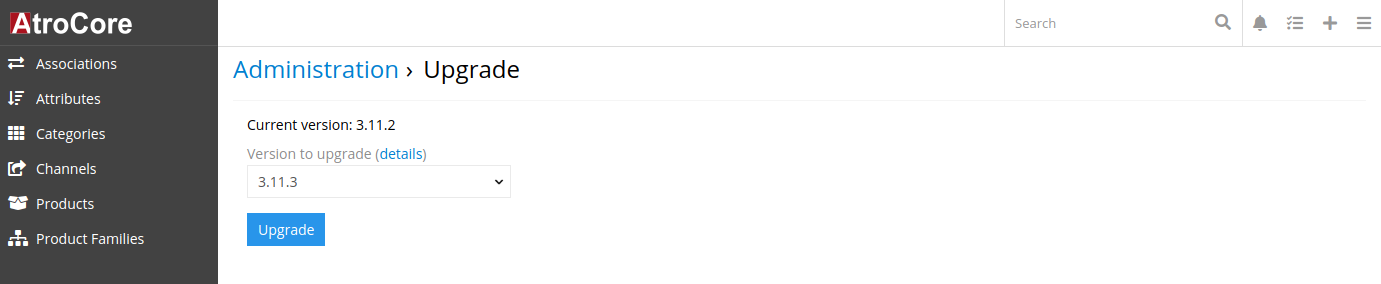 AtroCore
Search
Associations
Attributes
Categories
Channels
Products
Product Families
Administration › Upgrade
Current version: 3.11.2
Version to upgrade (details)
3.11.3
Upgrade